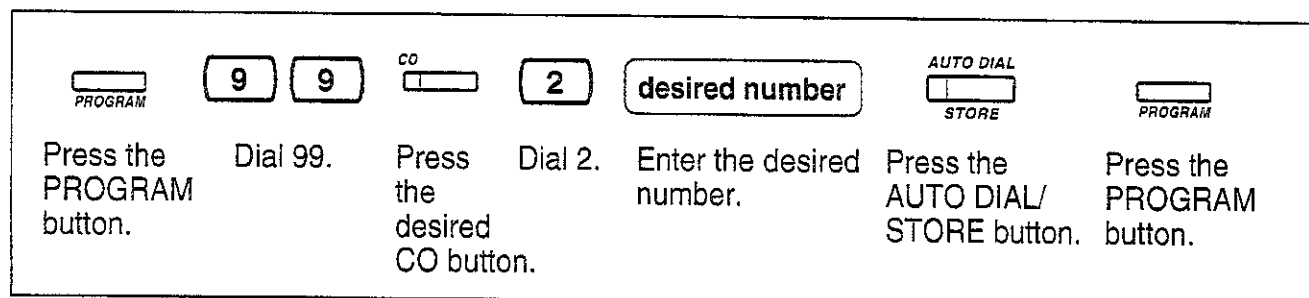 PROGRAM
9 9
CO
2
desired number
AUTO DIAL
STORE
PROGRAM
Press the
PROGRAM
button.
Dial 99.
Press
the
desired
CO button.
Dial 2.
Enter the desired
number.
Press the
AUTO DIAL/
STORE button.
Press the
PROGRAM
button.